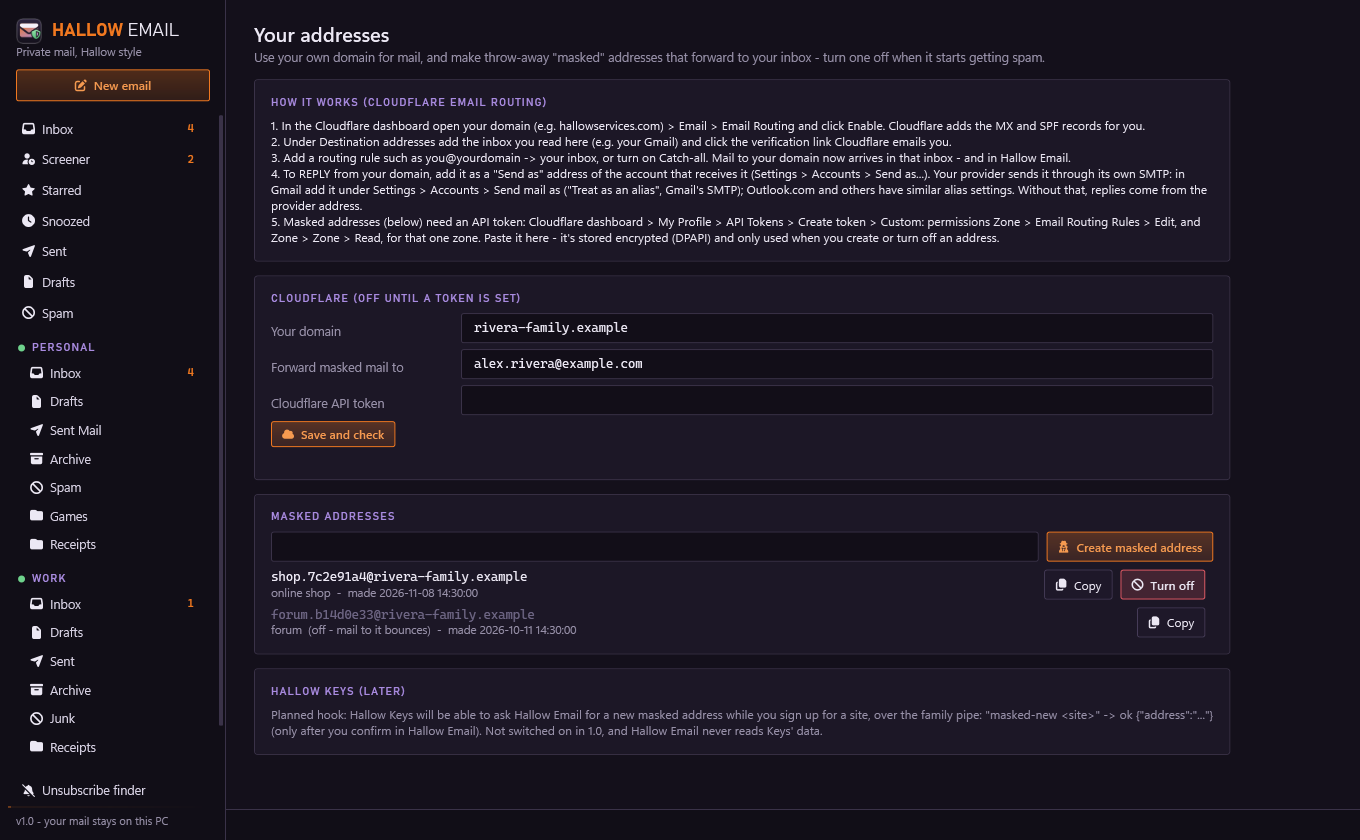 HALLOW EMAIL
Private mail, Hallow style
New email
Inbox 4
Screener 2
Starred
Snoozed
Sent
Drafts
Spam
PERSONAL
Inbox 4
Drafts
Sent Mail
Archive
Spam
Games
Receipts
WORK
Inbox 1
Drafts
Sent
Archive
Junk
Receipts
Unsubscribe finder
v1.0 - your mail stays on this PC
Your addresses
Use your own domain for mail, and make throw-away "masked" addresses that forward to your inbox - turn one off when it starts getting spam.
HOW IT WORKS (CLOUDFLARE EMAIL ROUTING)
1. In the Cloudflare dashboard open your domain (e.g. hallowservices.com) > Email > Email Routing and click Enable. Cloudflare adds the MX and SPF records for you.
2. Under Destination addresses add the inbox you read here (e.g. your Gmail) and click the verification link Cloudflare emails you.
3. Add a routing rule such as you@yourdomain -> your inbox, or turn on Catch-all. Mail to your domain now arrives in that inbox - and in Hallow Email.
4. To REPLY from your domain, add it as a "Send as" address of the account that receives it (Settings > Accounts > Send as...). Your provider sends it through its own SMTP: in
Gmail add it under Settings > Accounts > Send mail as ("Treat as an alias", Gmail's SMTP); Outlook.com and others have similar alias settings. Without that, replies come from the
provider address.
5. Masked addresses (below) need an API token: Cloudflare dashboard > My Profile > API Tokens > Create token > Custom: permissions Zone > Email Routing Rules > Edit, and
Zone > Zone > Read, for that one zone. Paste it here - it's stored encrypted (DPAPI) and only used when you create or turn off an address.
CLOUDFLARE (OFF UNTIL A TOKEN IS SET)
Your domain rivera-family.example
Forward masked mail to alex.rivera@example.com
Cloudflare API token
Save and check
MASKED ADDRESSES
Create masked address
shop.7c2e91a4@rivera-family.example
online shop - made 2026-11-08 14:30:00
Copy
Turn off
forum.b14d0e33@rivera-family.example
forum (off - mail to it bounces) - made 2026-10-11 14:30:00
Copy
HALLOW KEYS (LATER)
Planned hook: Hallow Keys will be able to ask Hallow Email for a new masked address while you sign up for a site, over the family pipe: "masked-new <site>" -> ok {"address":"..."}
(only after you confirm in Hallow Email). Not switched on in 1.0, and Hallow Email never reads Keys' data.